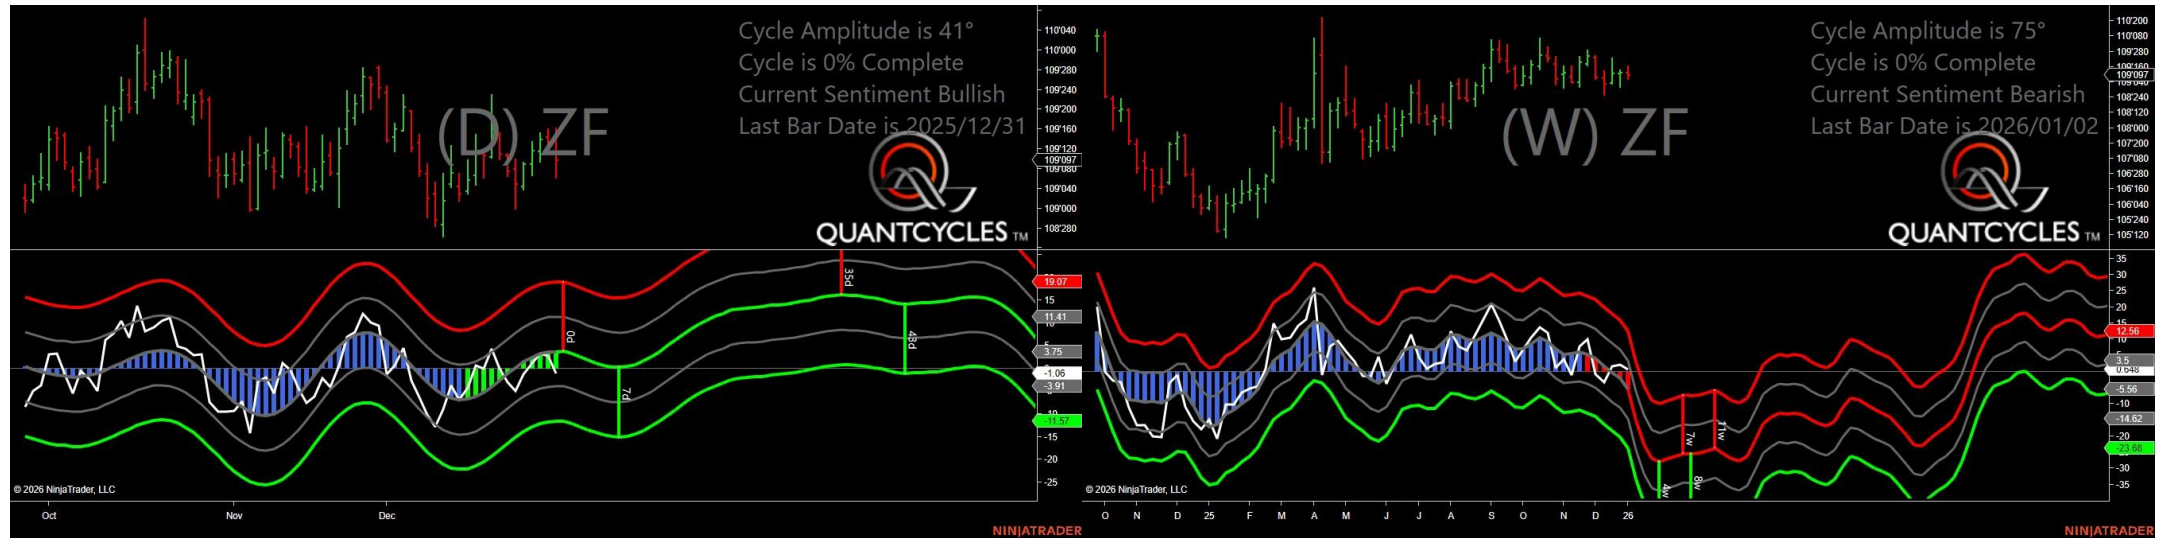 Cycle Amplitude is 41°
Cycle is 0% Complete
Current Sentiment Bullish
Last Bar Date is 2025/12/31
(D) ZF
QUANTCYCLES TM
110'040
110'000
109'280
109'240
109'200
109'160
109'120
109'097
109'080
109'040
109'000
108'280
35d
0d
7d
43d
19.07
15
11.41
3.75
-1.06
-3.91
-11.57
-15
-20
-25
© 2026 NinjaTrader, LLC
Oct Nov Dec
NINJATRADER
Cycle Amplitude is 75°
Cycle is 0% Complete
Current Sentiment Bearish
Last Bar Date is 2026/01/02
(W) ZF
QUANTCYCLES TM
110'200
110'080
109'280
109'160
109'097
109'040
108'240
108'120
108'000
107'200
107'080
106'280
106'160
106'040
105'240
105'120
7w
11w
4w
8w
35
30
25
20
15
12.56
3.5
0.648
-5.56
-10
-14.62
-20
-23.68
-30
-35
© 2026 NinjaTrader, LLC
O N D 25 F M A M J J A S O N D 26
NINJATRADER